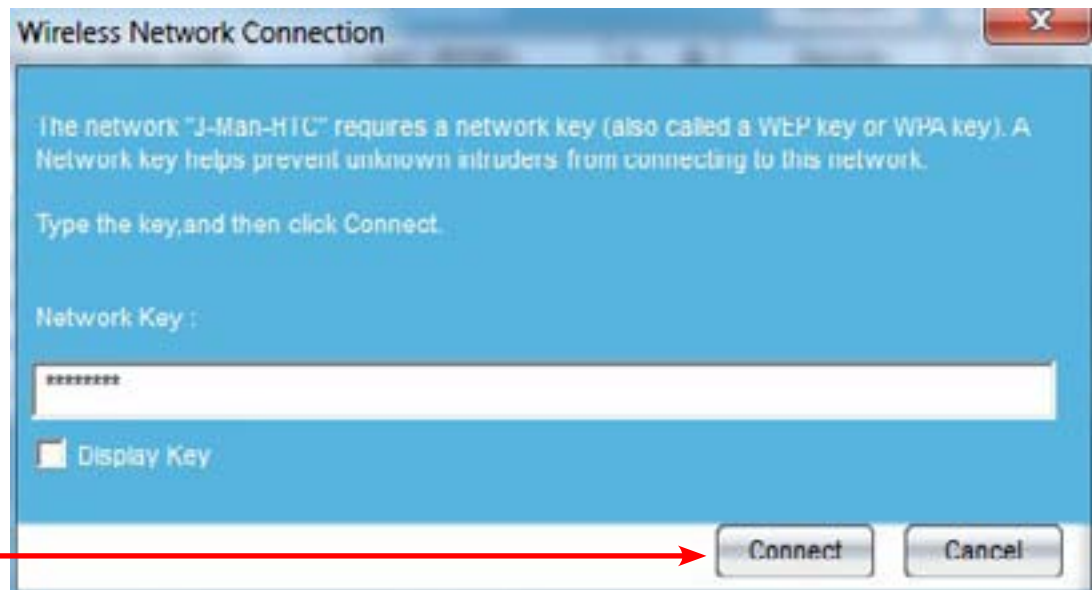 Wireless Network Connection
The network "J-Man-HTC" requires a network key (also called a WEP key or WPA key). A
Network key helps prevent unknown intruders from connecting to this network.
Type the key,and then click Connect.
Network Key :
********
Display Key
Connect Cancel